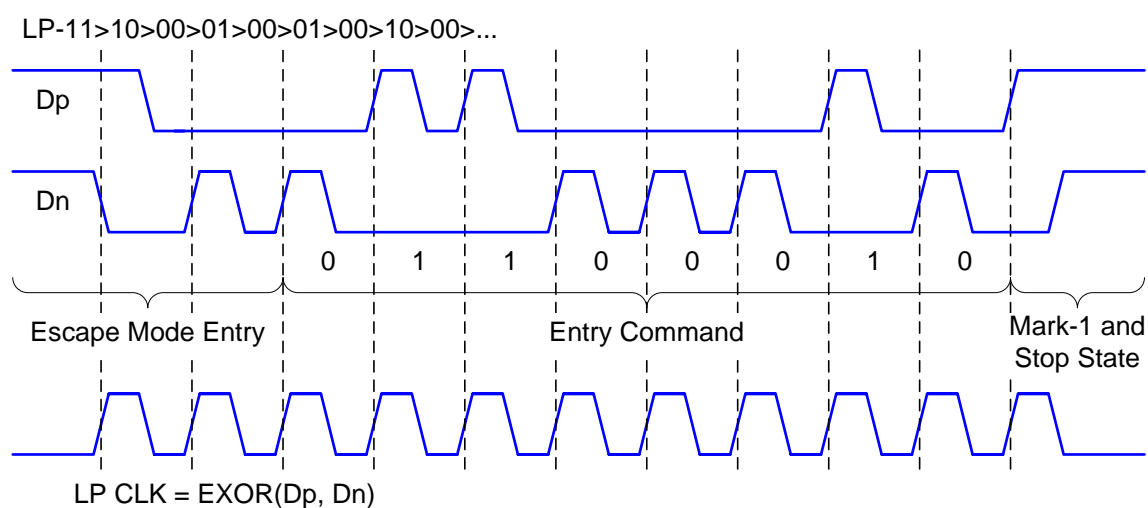 LP-11>10>00>01>00>01>00>10>00>...
Dp
Dn
0 1 1 0 0 0 1 0
Escape Mode Entry
Entry Command
Mark-1 and
Stop State
LP CLK = EXOR(Dp, Dn)